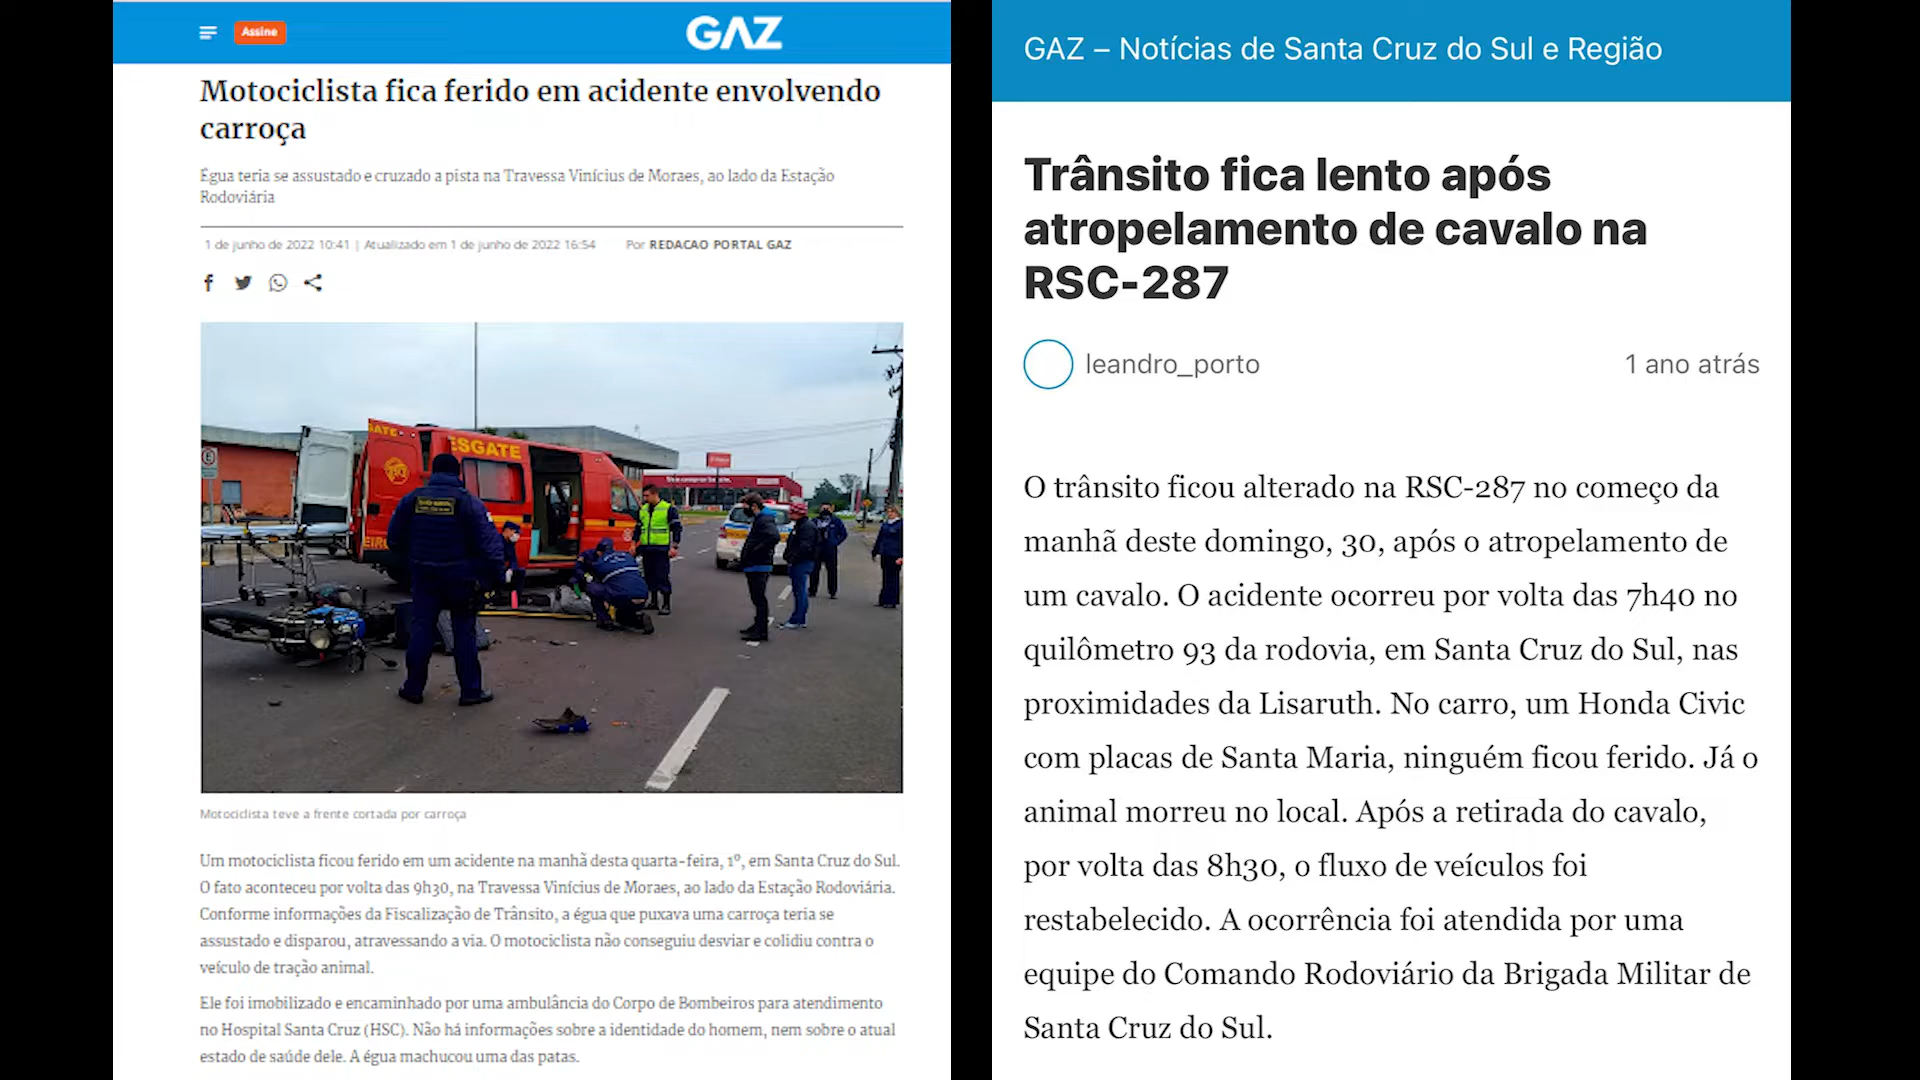 Assine
GAZ
Motociclista fica ferido em acidente envolvendo
carroça
Égua teria se assustado e cruzado a pista na Travessa Vinícius de Moraes, ao lado da Estação
Rodoviária
1 de junho de 2022 10:41 | Atualizado em 1 de junho de 2022 16:54 Por REDACAO PORTAL GAZ
ESGATE
Motociclista teve a frente cortada por carroça
Um motociclista ficou ferido em um acidente na manhã desta quarta-feira, 1º, em Santa Cruz do Sul.
O fato aconteceu por volta das 9h30, na Travessa Vinícius de Moraes, ao lado da Estação Rodoviária.
Conforme informações da Fiscalização de Trânsito, a égua que puxava uma carroça teria se
assustado e disparou, atravessando a via. O motociclista não conseguiu desviar e colidiu contra o
veículo de tração animal.
Ele foi imobilizado e encaminhado por uma ambulância do Corpo de Bombeiros para atendimento
no Hospital Santa Cruz (HSC). Não há informações sobre a identidade do homem, nem sobre o atual
estado de saúde dele. A égua machucou uma das patas.
GAZ – Notícias de Santa Cruz do Sul e Região
Trânsito fica lento após
atropelamento de cavalo na
RSC-287
leandro_porto 1 ano atrás
O trânsito ficou alterado na RSC-287 no começo da
manhã deste domingo, 30, após o atropelamento de
um cavalo. O acidente ocorreu por volta das 7h40 no
quilômetro 93 da rodovia, em Santa Cruz do Sul, nas
proximidades da Lisaruth. No carro, um Honda Civic
com placas de Santa Maria, ninguém ficou ferido. Já o
animal morreu no local. Após a retirada do cavalo,
por volta das 8h30, o fluxo de veículos foi
restabelecido. A ocorrência foi atendida por uma
equipe do Comando Rodoviário da Brigada Militar de
Santa Cruz do Sul.